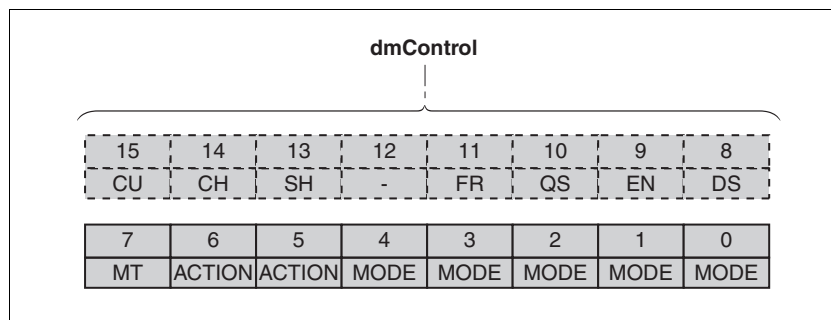 dmControl
15 14 13 12 11 10 9 8
CU CH SH - FR QS EN DS
7 6 5 4 3 2 1 0
MT ACTION ACTION MODE MODE MODE MODE MODE